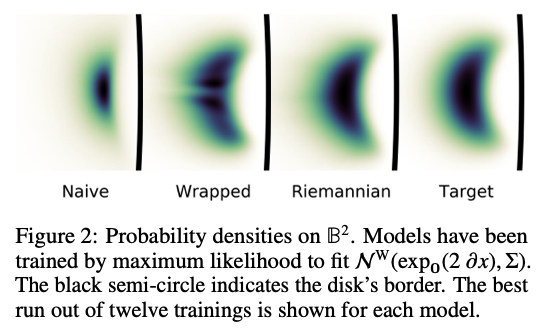 Naive Wrapped Riemannian Target
Figure 2: Probability densities on 𝔹². Models have been
trained by maximum likelihood to fit 𝒩ᵂ(exp₀(2 ∂x), Σ).
The black semi-circle indicates the disk's border. The best
run out of twelve trainings is shown for each model.